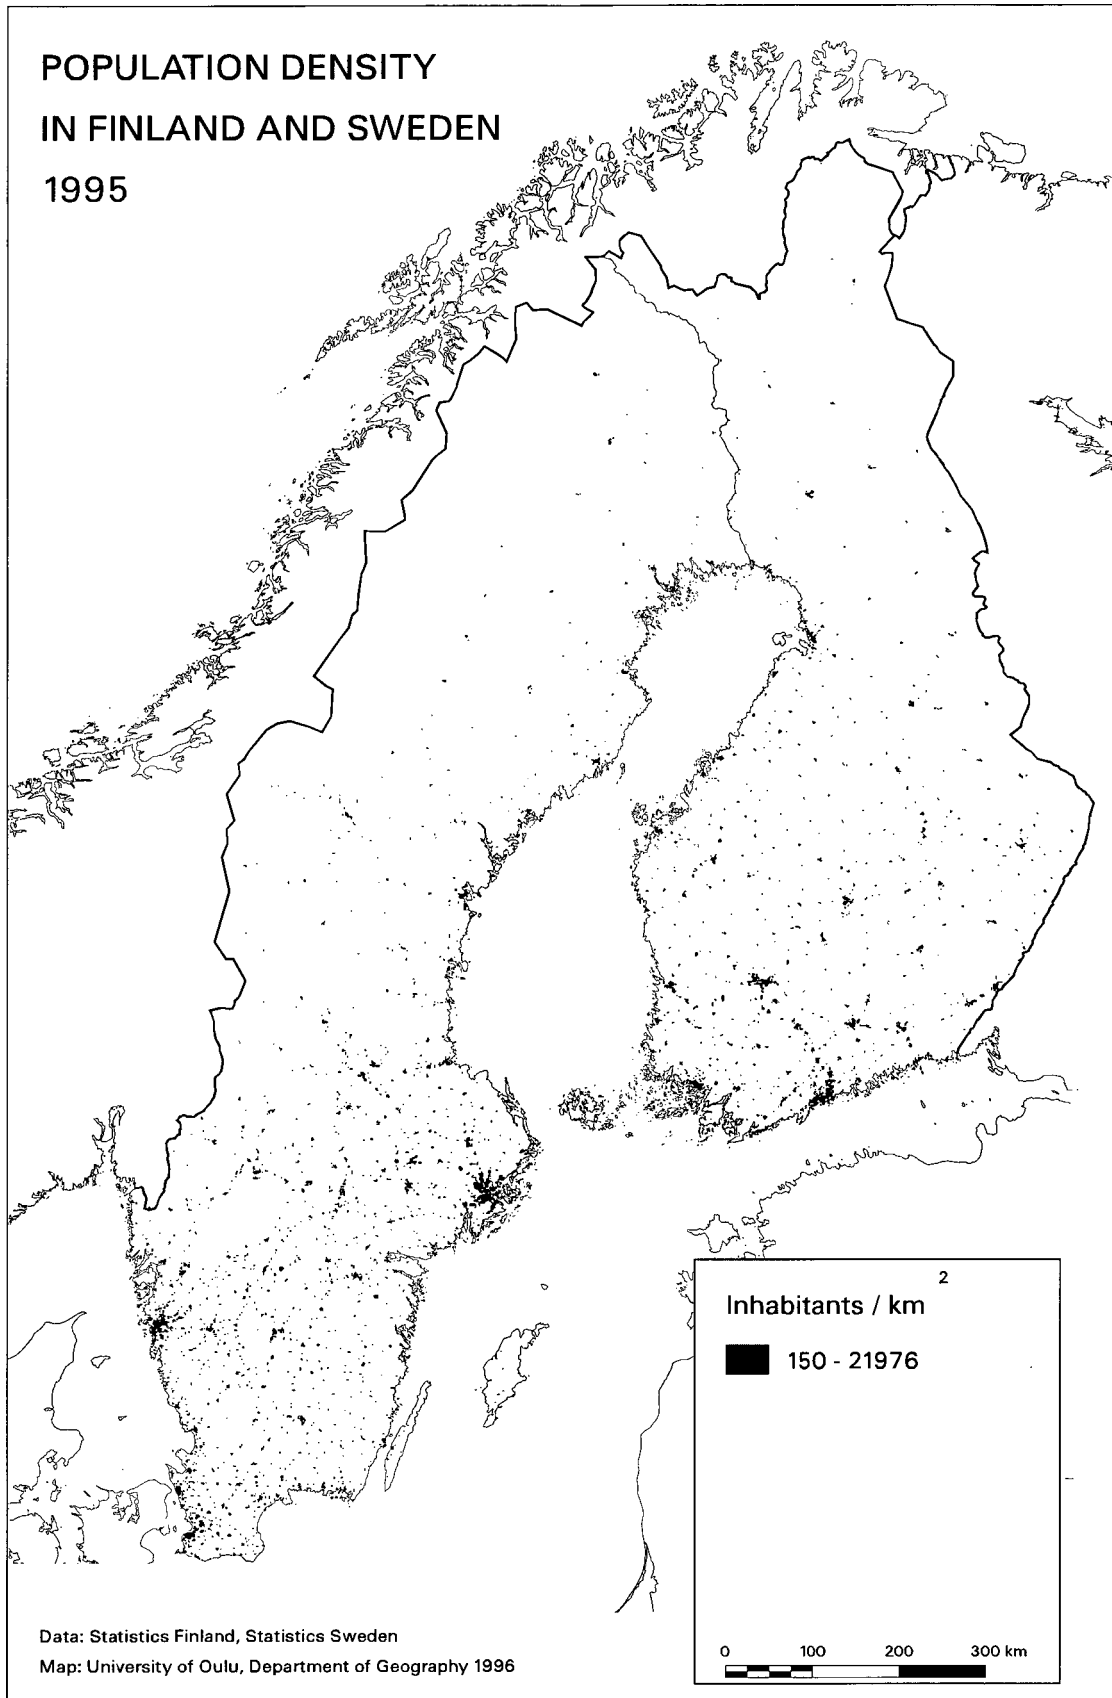 POPULATION DENSITY
IN FINLAND AND SWEDEN
1995
2
Inhabitants / km
150 - 21976
0 100 200 300 km
Data: Statistics Finland, Statistics Sweden
Map: University of Oulu, Department of Geography 1996